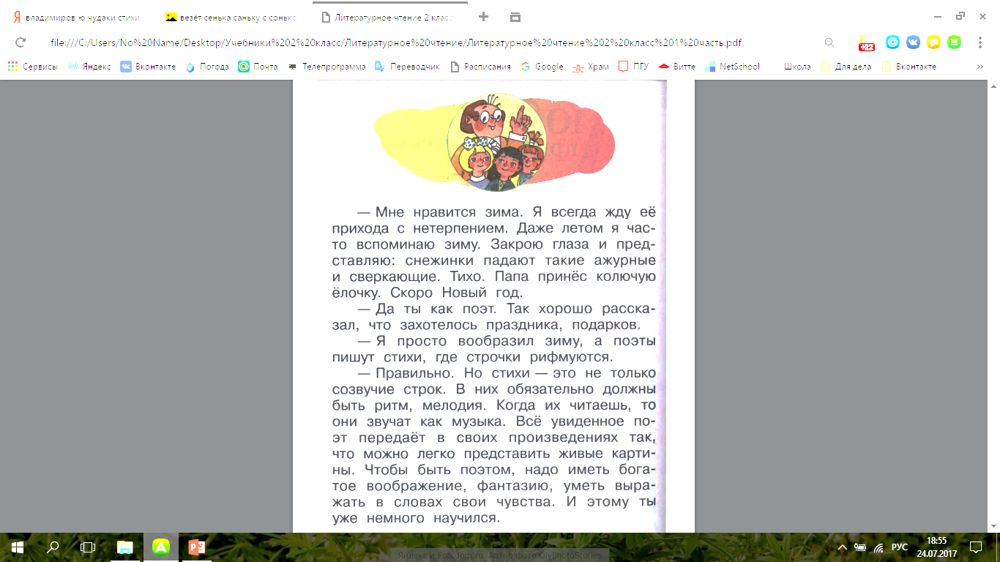 владимиров ю чудаки стихи
везёт сенька саньку с сонько
Литературное чтение 2 клас
file:///C:/Users/No%20Name/Desktop/Учебники%202%20класс/Литературное%20чтение/Литературное%20чтение%202%20класс%201%20часть.pdf
+22
Сервисы Яндекс Вконтакте Погода Почта Телепрограмма Переводчик Расписания Google Храм ПГУ Витте NetSchool Школа Для дела Вконтакте »
— Мне нравится зима. Я всегда жду её
прихода с нетерпением. Даже летом я час-
то вспоминаю зиму. Закрою глаза и пред-
ставляю: снежинки падают такие ажурные
и сверкающие. Тихо. Папа принёс колючую
ёлочку. Скоро Новый год.
— Да ты как поэт. Так хорошо расска-
зал, что захотелось праздника, подарков.
— Я просто вообразил зиму, а поэты
пишут стихи, где строчки рифмуются.
— Правильно. Но стихи — это не только
созвучие строк. В них обязательно должны
быть ритм, мелодия. Когда их читаешь, то
они звучат как музыка. Всё увиденное по-
эт передаёт в своих произведениях так,
что можно легко представить живые карти-
ны. Чтобы быть поэтом, надо иметь бога-
тое воображение, фантазию, уметь выра-
жать в словах свои чувства. И этому ты
уже немного научился.
РУС
18:55
24.07.2017